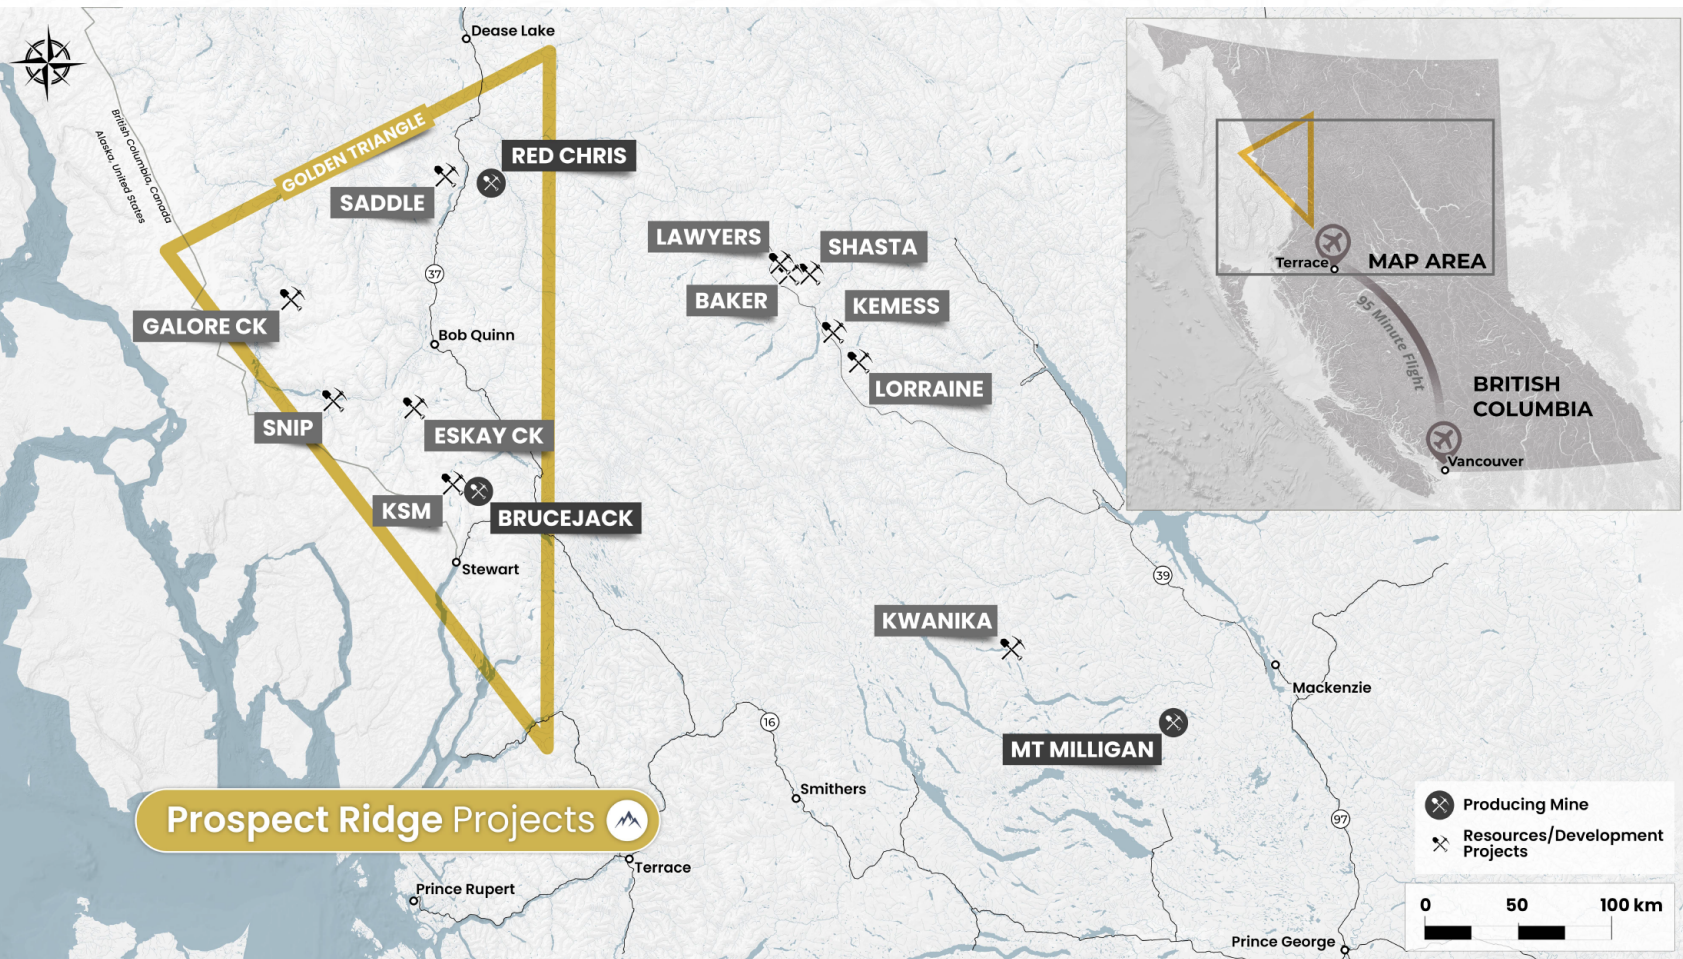 Dease Lake
British Columbia, Canada
Alaska, United States
GOLDEN TRIANGLE
RED CHRIS
SADDLE
37
GALORE CK
Bob Quinn
SNIP
ESKAY CK
KSM
BRUCEJACK
Stewart
LAWYERS
SHASTA
BAKER
KEMESS
LORRAINE
39
KWANIKA
Mackenzie
MT MILLIGAN
16
Smithers
97
Prospect Ridge Projects
Terrace
Prince Rupert
Prince George
Terrace
MAP AREA
95 Minute Flight
BRITISH
COLUMBIA
Vancouver
Producing Mine
Resources/Development
Projects
0 50 100 km